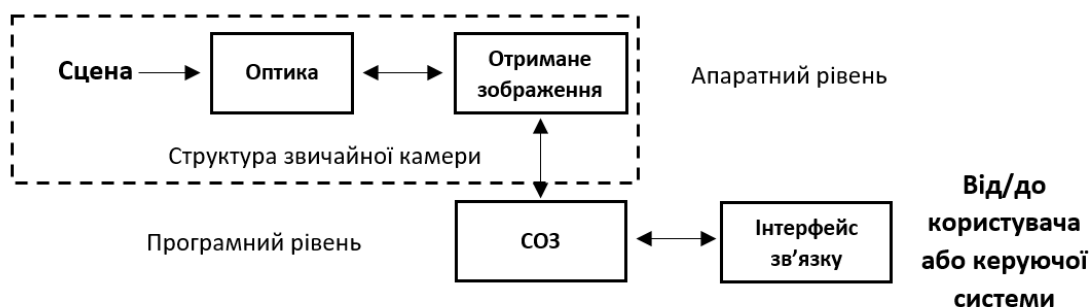 Сцена
Оптика
Отримане
зображення
Апаратний рівень
Структура звичайної камери
Програмний рівень
СОЗ
Інтерфейс
зв’язку
Від/до
користувача
або керуючої
системи